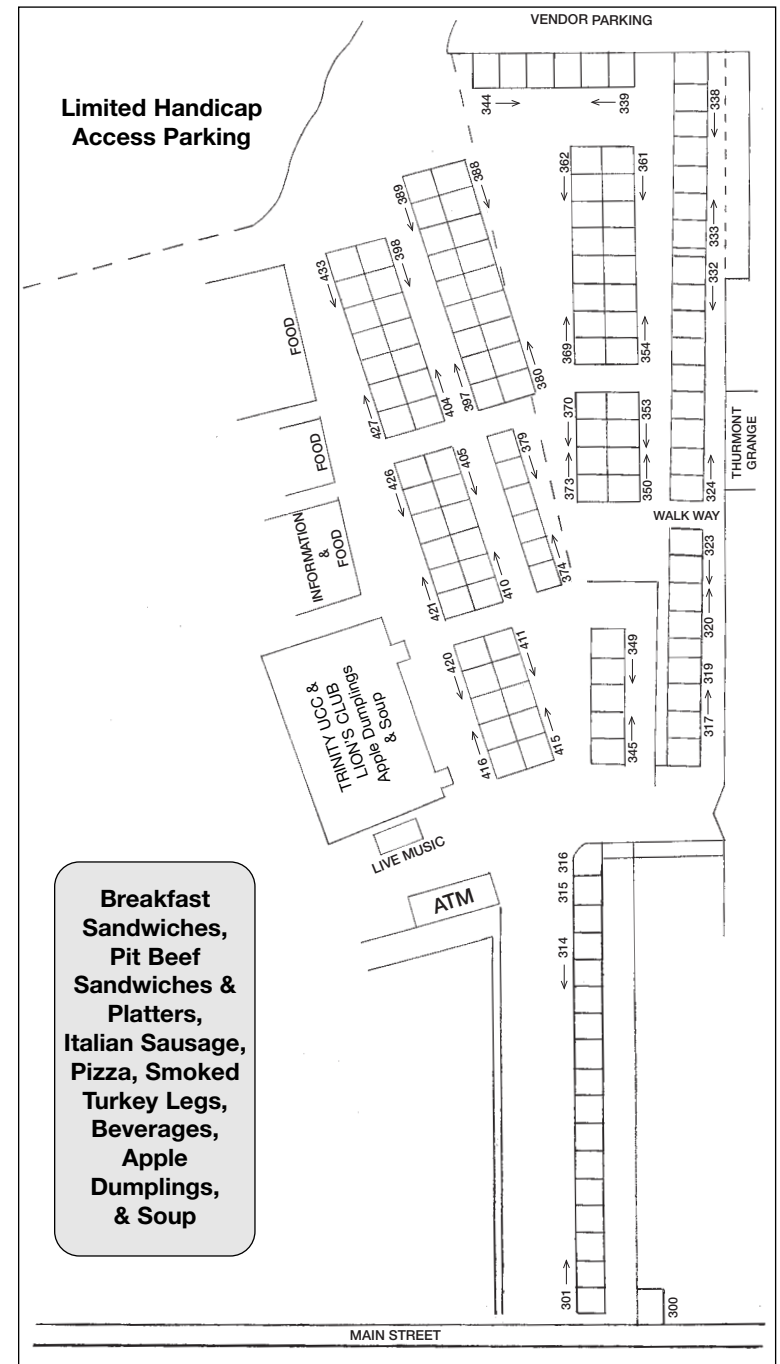 VENDOR PARKING
Limited Handicap
Access Parking
344
339
338
362
361
388
389
398
433
333
332
FOOD
369
354
380
397
404
427
370
353
THURMONT
GRANGE
379
405
426
FOOD
373
350
324
WALK WAY
INFORMATION
&
FOOD
323
374
410
421
320
411
420
349
319
TRINITY UCC &
LION'S CLUB
Apple Dumplings
& Soup
317
345
415
416
LIVE MUSIC
316
315
ATM
314
Breakfast
Sandwiches,
Pit Beef
Sandwiches &
Platters,
Italian Sausage,
Pizza, Smoked
Turkey Legs,
Beverages,
Apple
Dumplings,
& Soup
301
300
MAIN STREET